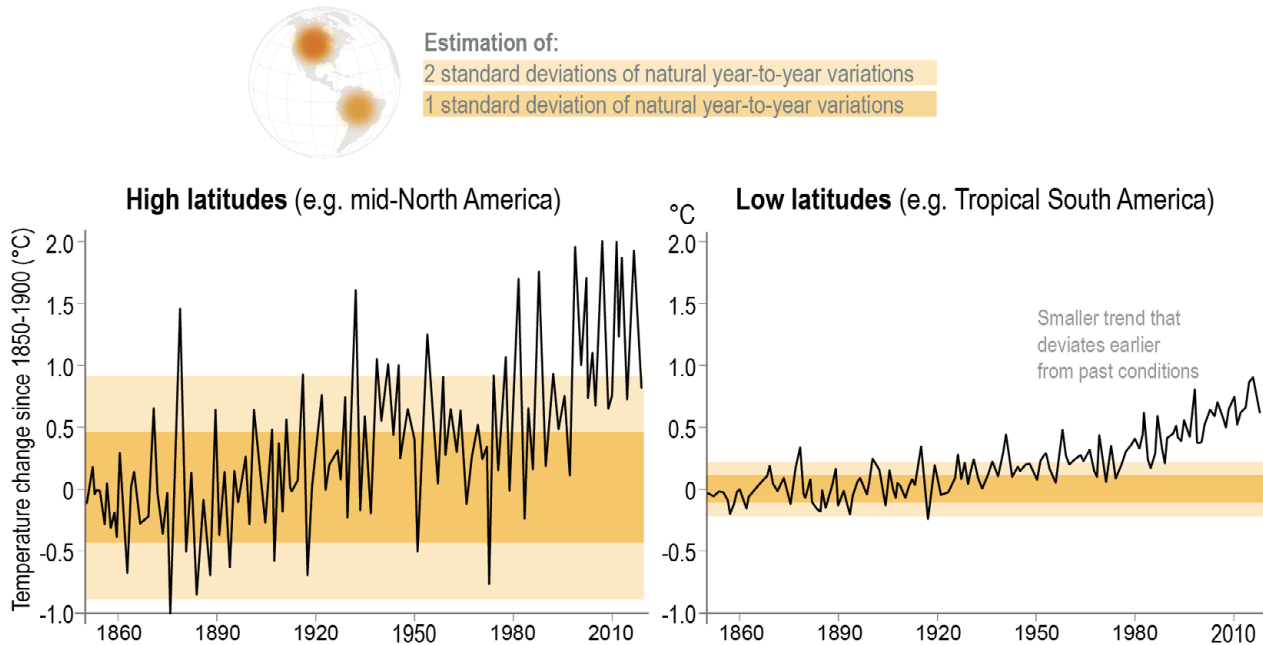 Estimation of:
2 standard deviations of natural year-to-year variations
1 standard deviation of natural year-to-year variations
High latitudes (e.g. mid-North America)
Temperature change since 1850-1900 (°C)
2.0
1.5
1.0
0.5
0
-0.5
-1.0
1860
1890
1920
1950
1980
2010
Low latitudes (e.g. Tropical South America)
°C
2.0
1.5
1.0
0.5
0
-0.5
-1.0
Smaller trend that
deviates earlier
from past conditions
1860
1890
1920
1950
1980
2010